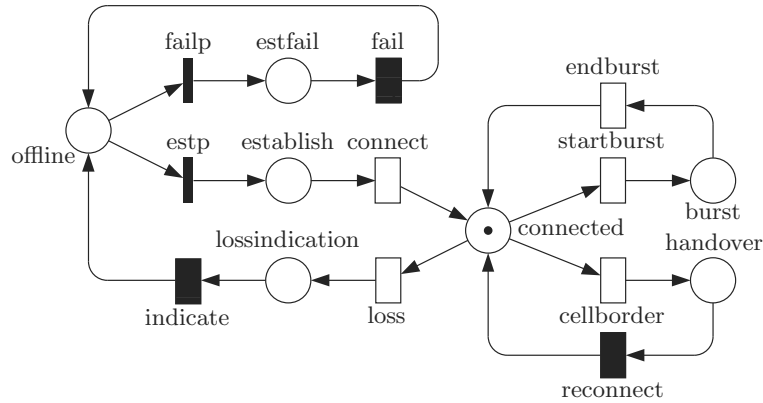 failp
estfail
fail
endburst
offline
estp
establish
connect
startburst
burst
connected
lossindication
handover
indicate
loss
cellborder
reconnect